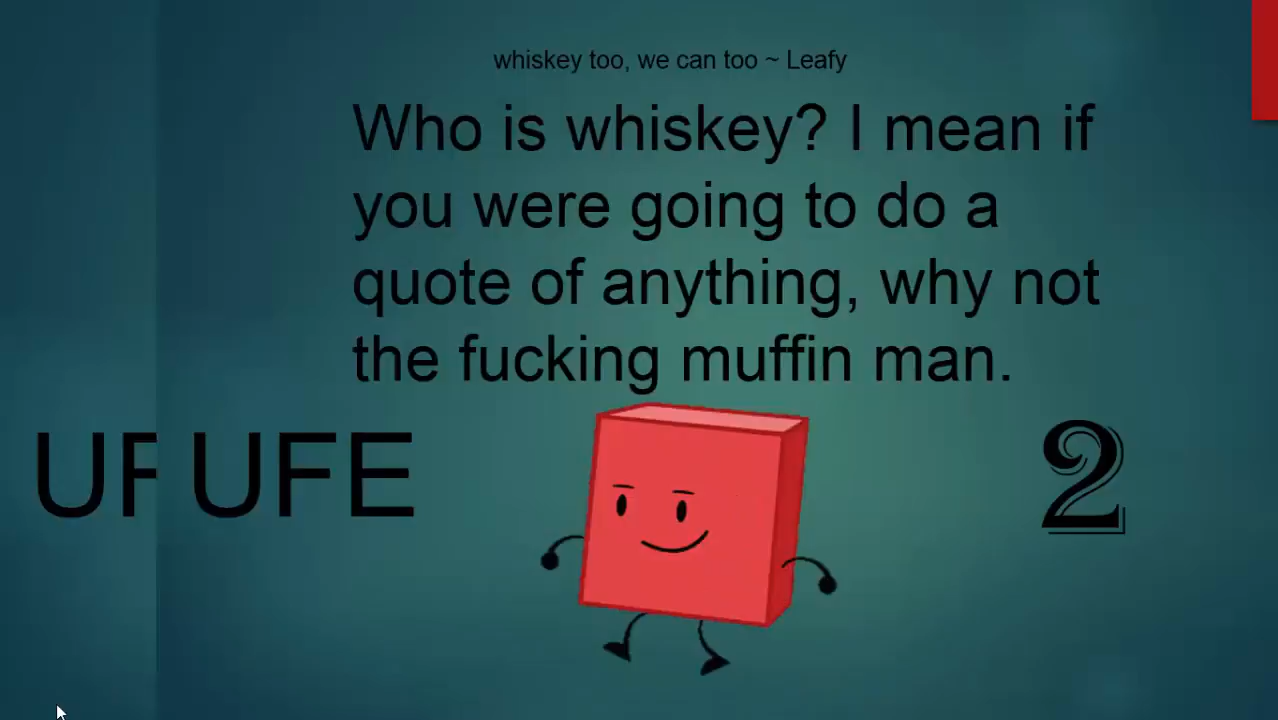 whiskey too, we can too ~ Leafy
Who is whiskey? I mean if
you were going to do a
quote of anything, why not
the fucking muffin man.
UF UFE
2